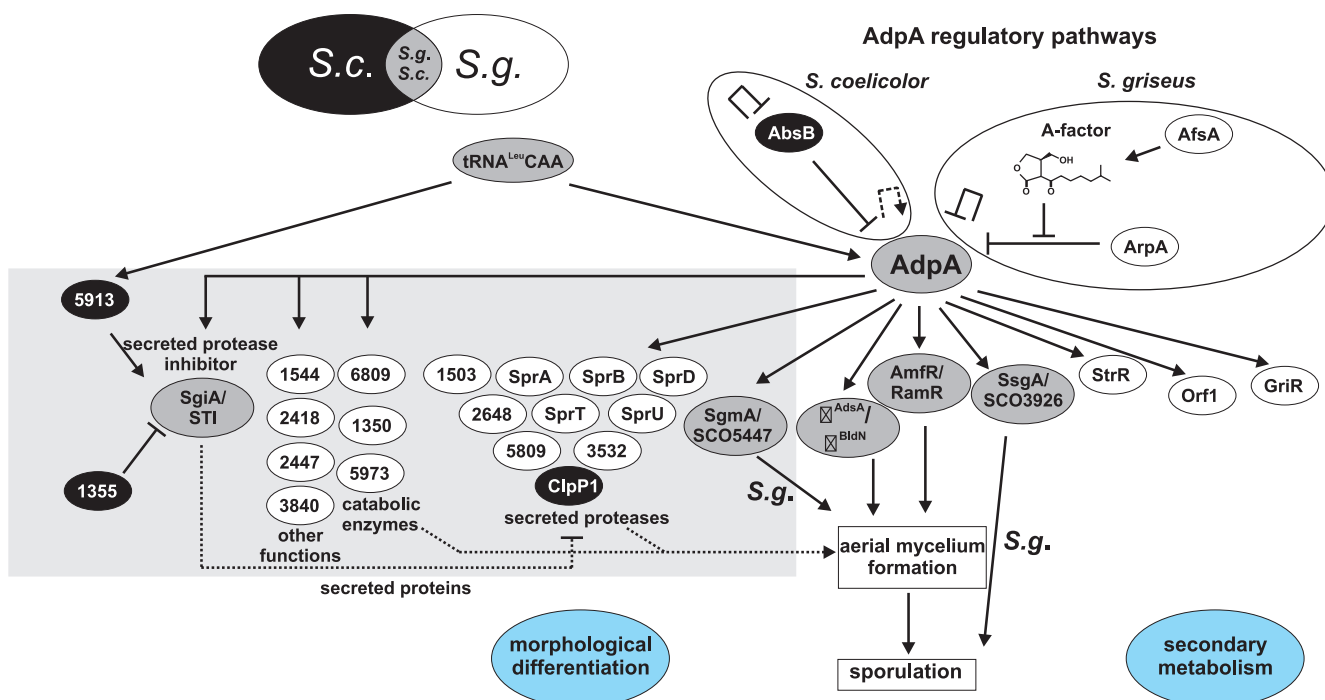 AdpA regulatory pathways
S.c.
S.g.
S.c.
S.g.
S. coelicolor
S. griseus
AbsB
A-factor
AfsA
OH
O
O
O
tRNA^Leu CAA
ArpA
AdpA
5913
secreted protease
inhibitor
SgiA/
STI
1355
1544
6809
2418
1350
2447
5973
3840
catabolic
enzymes
other
functions
1503
SprA
SprB
SprD
2648
SprT
SprU
5809
3532
ClpP1
secreted proteases
secreted proteins
SgmA/
SCO5447
AdsA/
BldN
AmfR/
RamR
SsgA/
SCO3926
StrR
Orf1
GriR
S.g.
S.g.
aerial mycelium
formation
sporulation
morphological
differentiation
secondary
metabolism